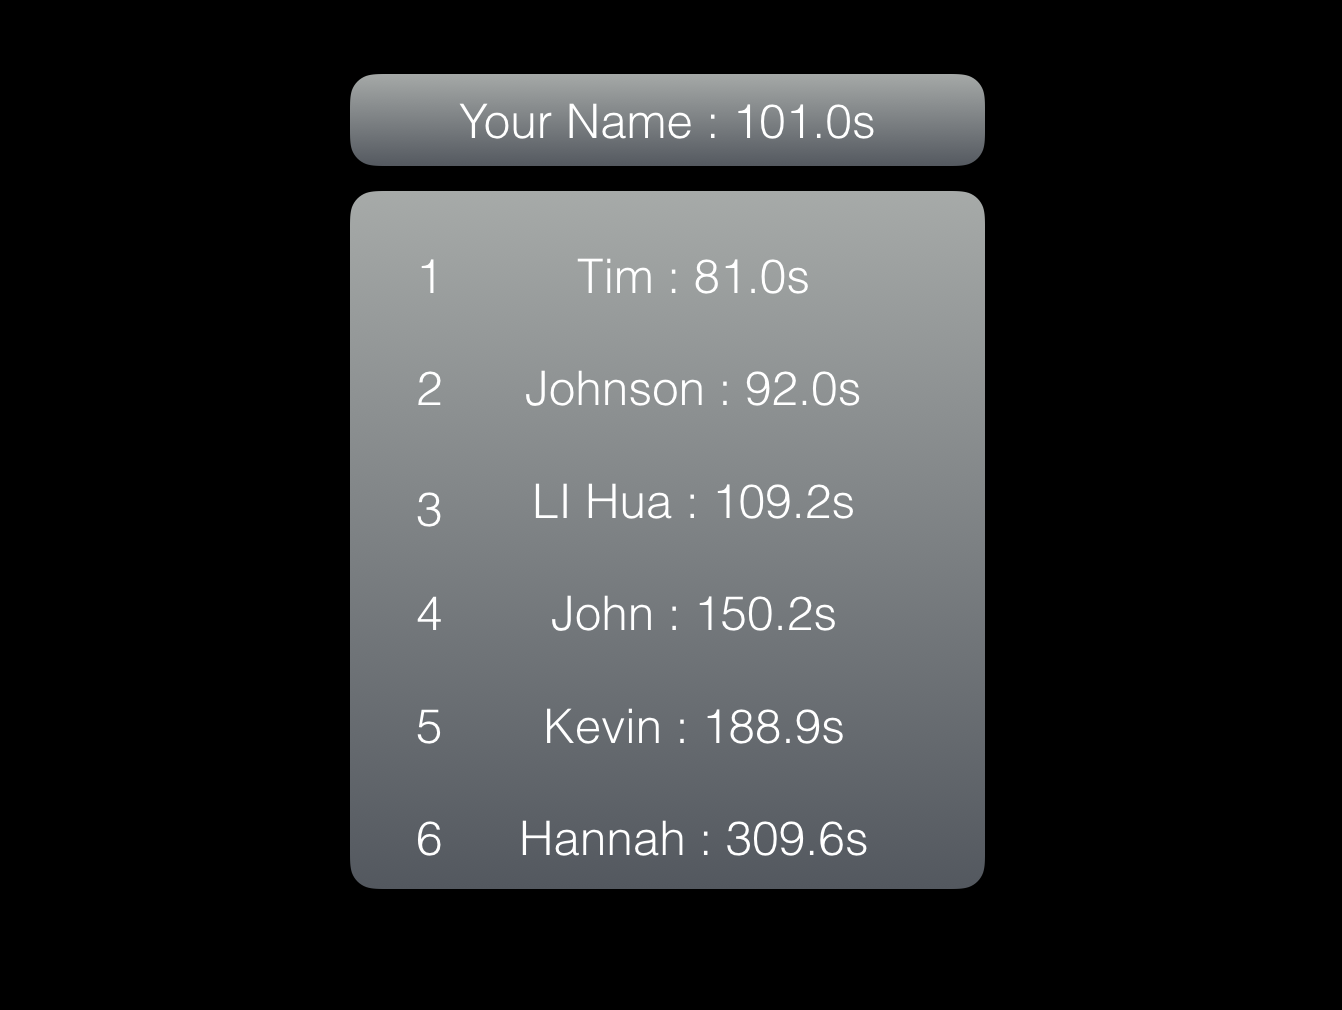 Your Name : 101.0s
1 Tim : 81.0s
2 Johnson : 92.0s
3 LI Hua : 109.2s
4 John : 150.2s
5 Kevin : 188.9s
6 Hannah : 309.6s